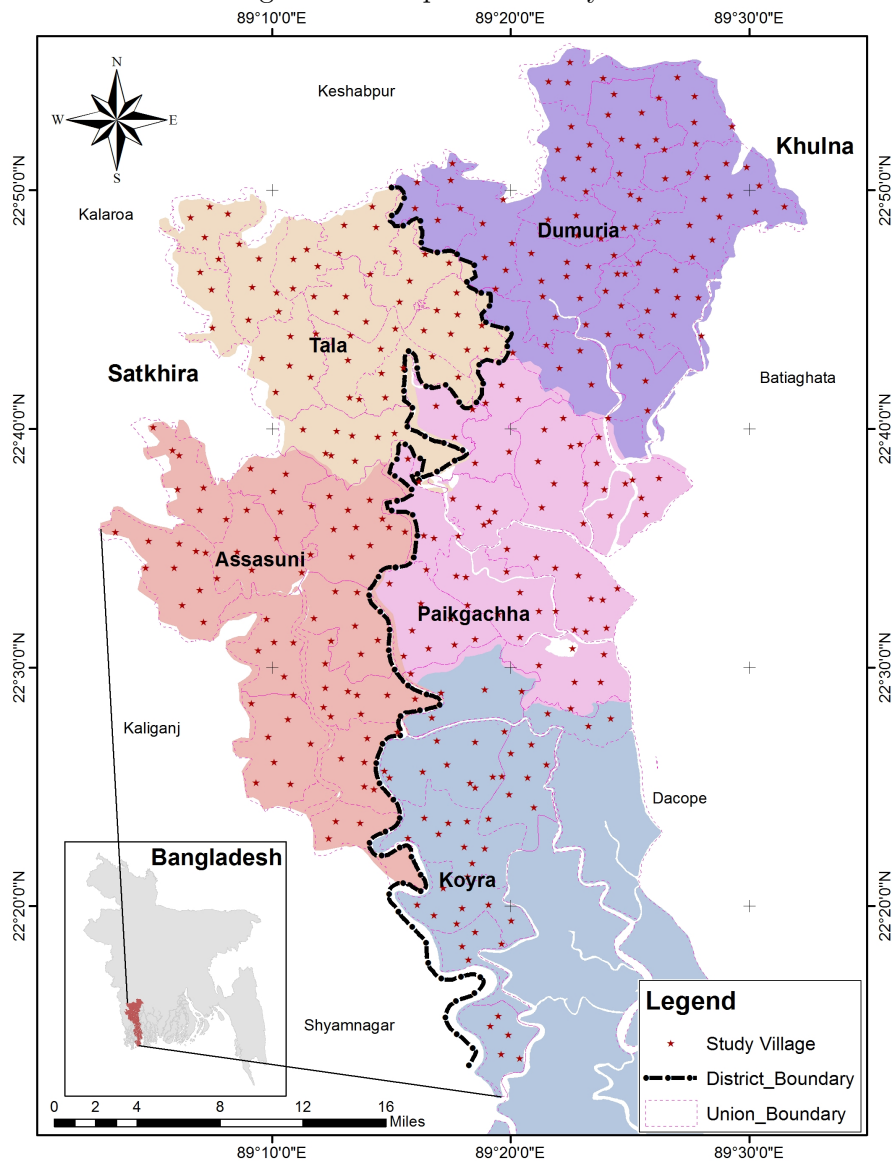 89°10'0"E
89°20'0"E
89°30'0"E
N
W
E
S
Keshabpur
Khulna
22°50'0"N
22°50'0"N
Kalaroa
Dumuria
Tala
Satkhira
Batiaghata
22°40'0"N
22°40'0"N
Assasuni
Paikgachha
22°30'0"N
22°30'0"N
Kaliganj
Dacope
Bangladesh
Koyra
22°20'0"N
22°20'0"N
Shyamnagar
Legend
Study Village
District_Boundary
Union_Boundary
0 2 4 8 12 16
Miles
89°10'0"E
89°20'0"E
89°30'0"E